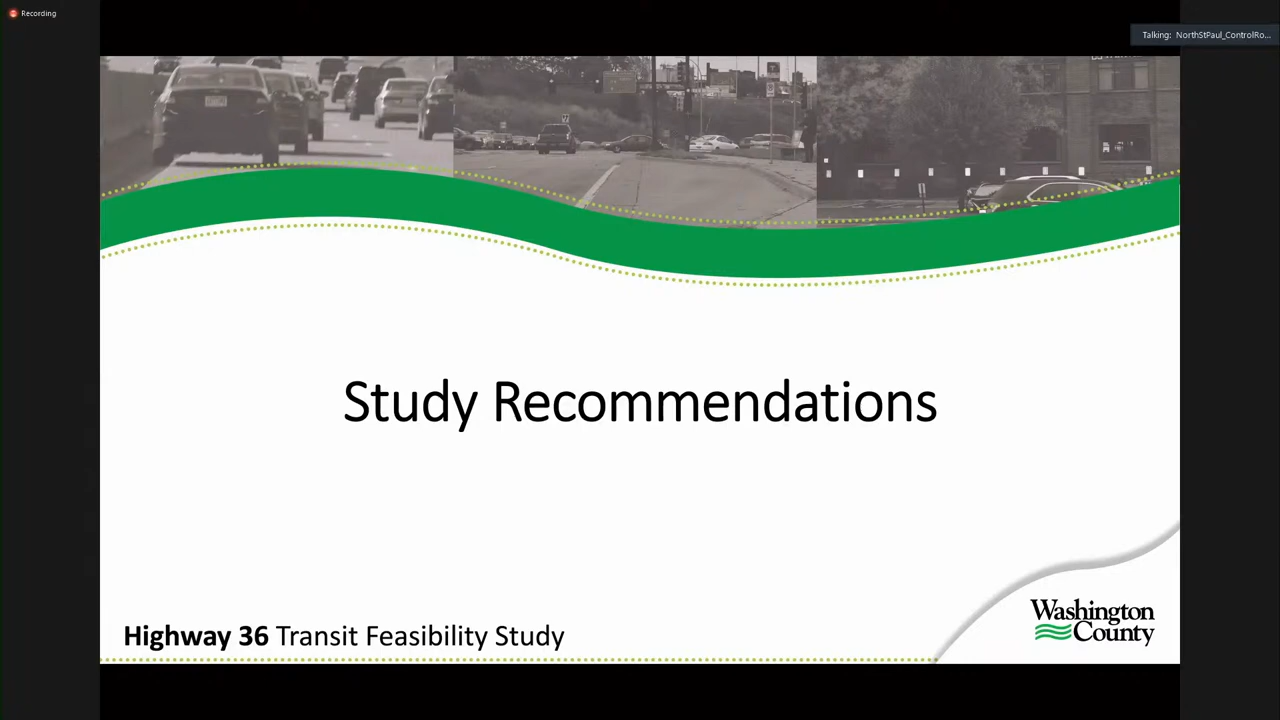 Recording
Talking: NorthStPaul_ControlRo...
Study Recommendations
Highway 36 Transit Feasibility Study
Washington
County